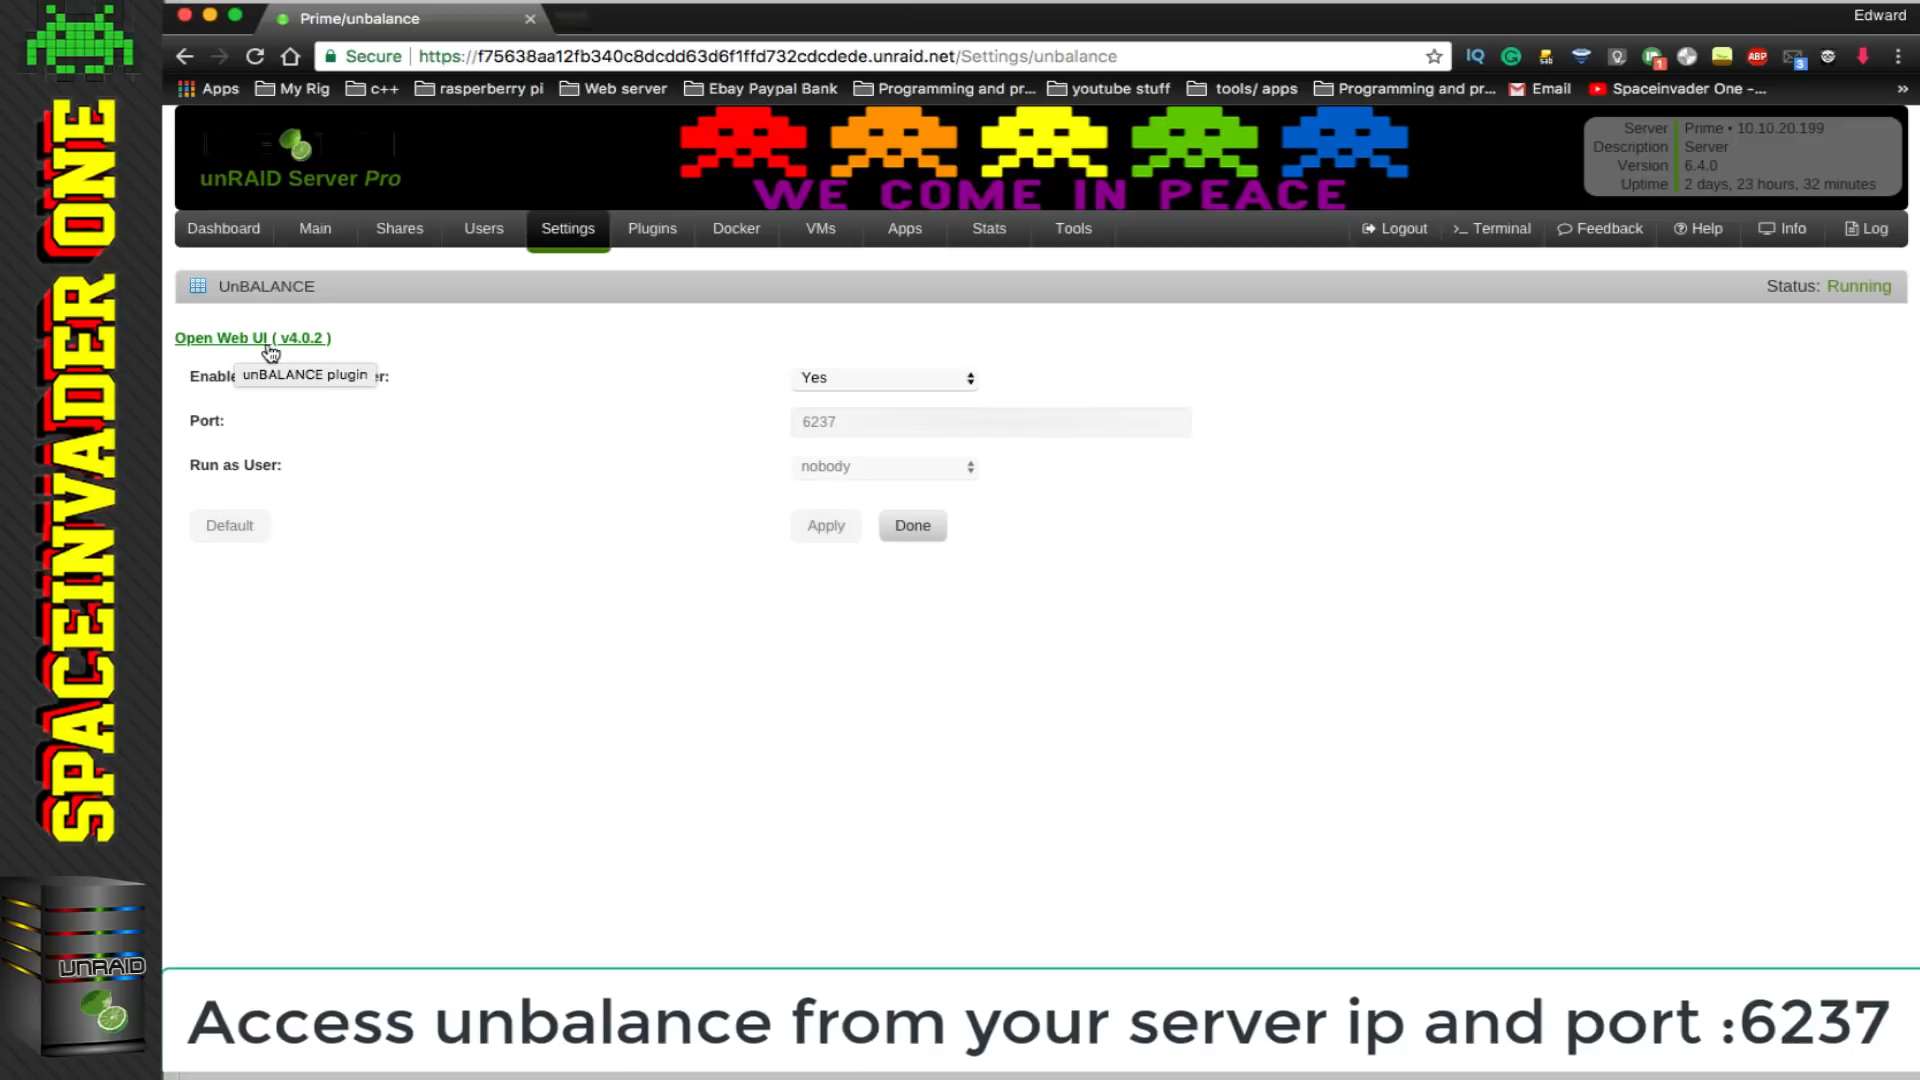 Prime/unbalance
Edward
Secure https://f75638aa12fb340c8dcdd63d6f1ffd732cdcdede.unraid.net/Settings/unbalance
Apps My Rig c++ rasperberry pi Web server Ebay Paypal Bank Programming and pr... youtube stuff tools/ apps Programming and pr... Email Spaceinvader One -... »
unRAID Server Pro
WE COME IN PEACE
Server Prime • 10.10.20.199
Description Server
Version 6.4.0
Uptime 2 days, 23 hours, 32 minutes
Dashboard Main Shares Users Settings Plugins Docker VMs Apps Stats Tools Logout Terminal Feedback Help Info Log
UnBALANCE Status: Running
Open Web UI ( v4.0.2 )
Enable r: Yes
unBALANCE plugin
Port: 6237
Run as User: nobody
Default Apply Done
SPACEINVADER ONE
UNRAID
Access unbalance from your server ip and port :6237